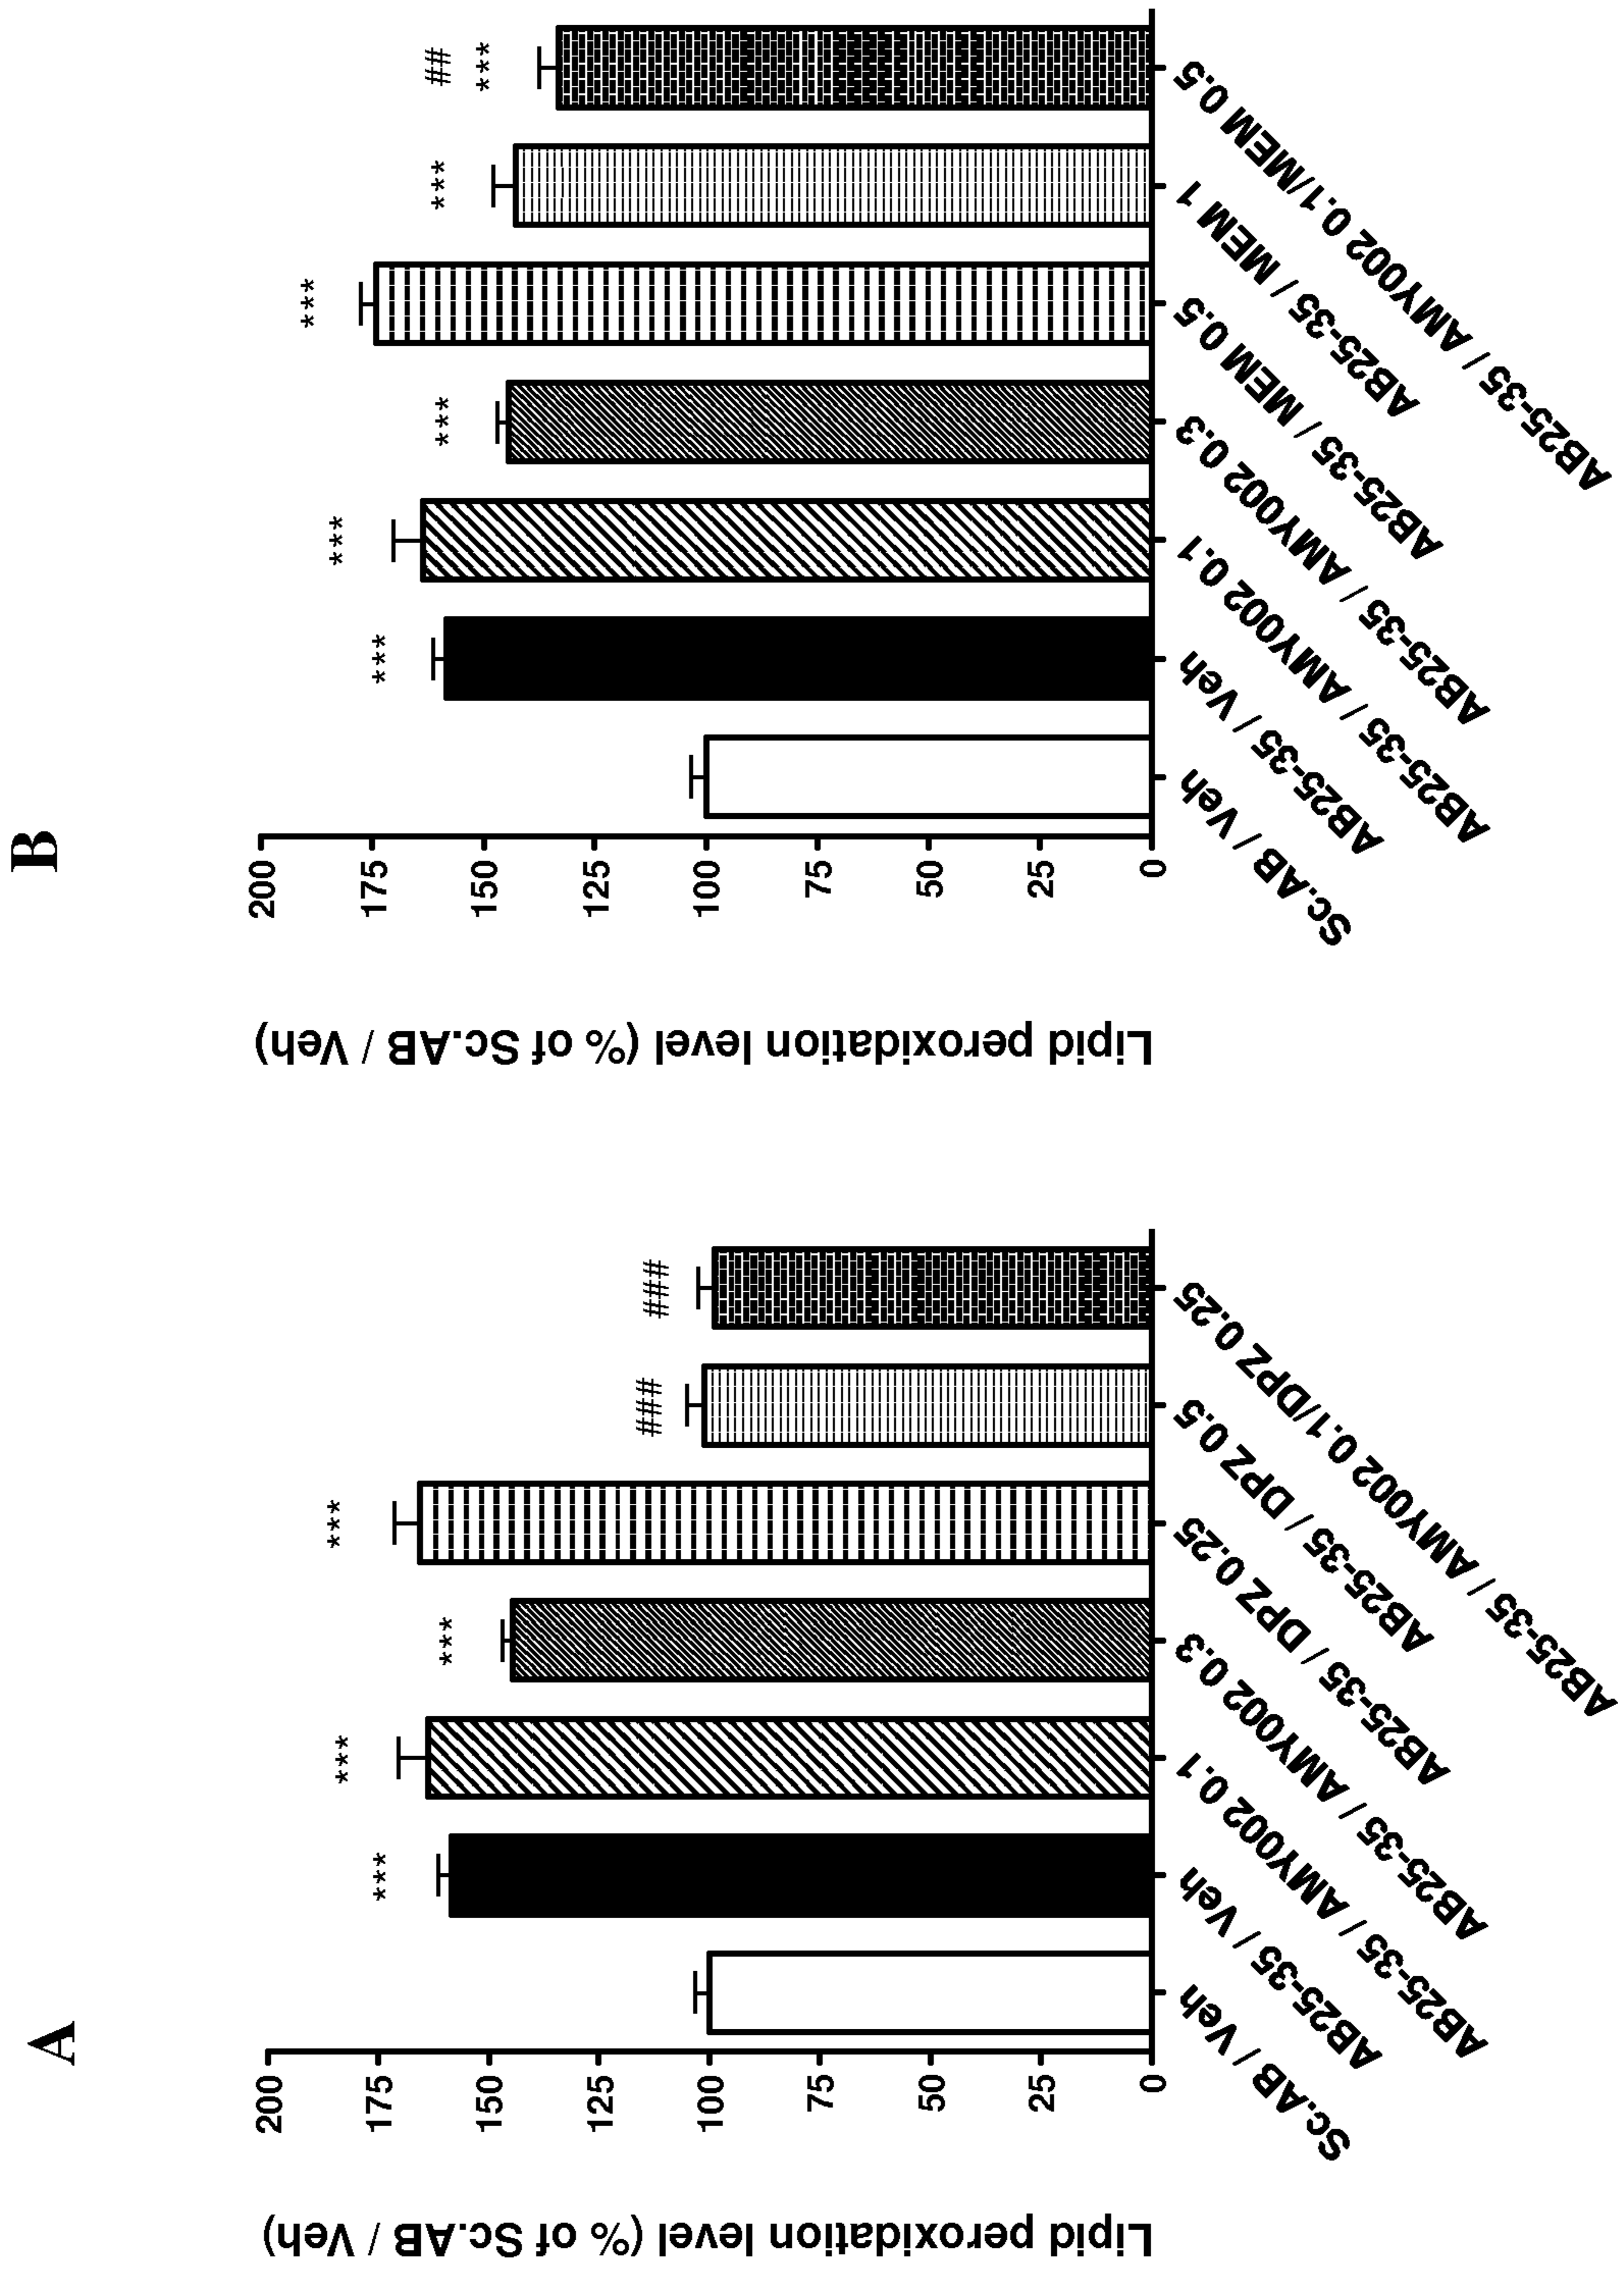 A
Lipid peroxidation level (% of Sc.AB / Veh)
200
175
150
125
100
75
50
25
0
***
***
***
***
###
###
Sc.AB / Veh
AB25-35 / Veh
AB25-35 / AMY002 0.1
AB25-35 / AMY002 0.3
AB25-35 / DPZ 0.25
AB25-35 / DPZ 0.5
AB25-35 / AMY002 0.1/DPZ 0.25
B
Lipid peroxidation level (% of Sc.AB / Veh)
200
175
150
125
100
75
50
25
0
***
***
***
***
***
##
***
Sc.AB / Veh
AB25-35 / Veh
AB25-35 / AMY002 0.1
AB25-35 / AMY002 0.3
AB25-35 / MEM 0.5
AB25-35 / MEM 1
AB25-35 / AMY002 0.1/MEM 0.5